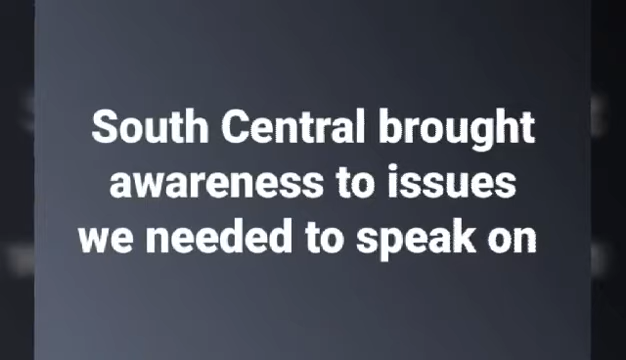 South Central brought
awareness to issues
we needed to speak on